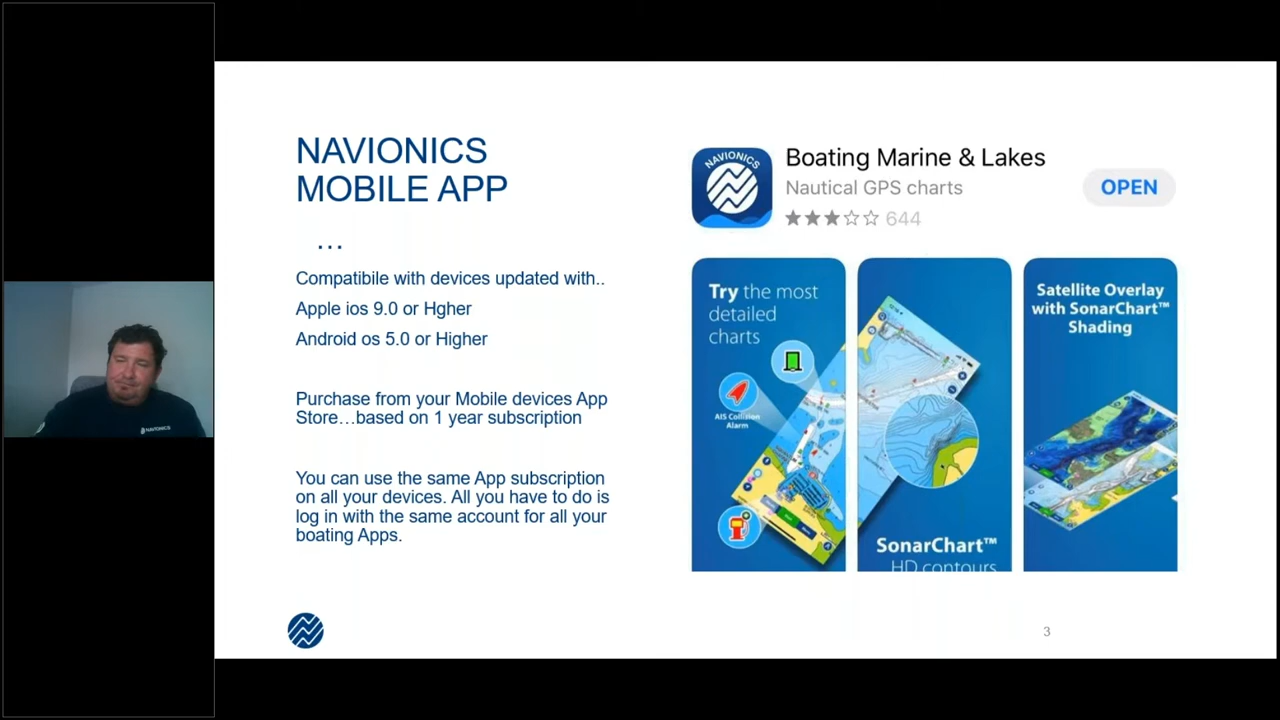 NAVIONICS
MOBILE APP
...
Compatibile with devices updated with..
Apple ios 9.0 or Hgher
Android os 5.0 or Higher
Purchase from your Mobile devices App
Store…based on 1 year subscription
You can use the same App subscription
on all your devices. All you have to do is
log in with the same account for all your
boating Apps.
NAVIONICS
Boating Marine & Lakes
Nautical GPS charts
644
OPEN
Try the most
detailed
charts
AIS Collision
Alarm
SonarChart™
HD contours
Satellite Overlay
with SonarChart™
Shading
NAVIONICS
3